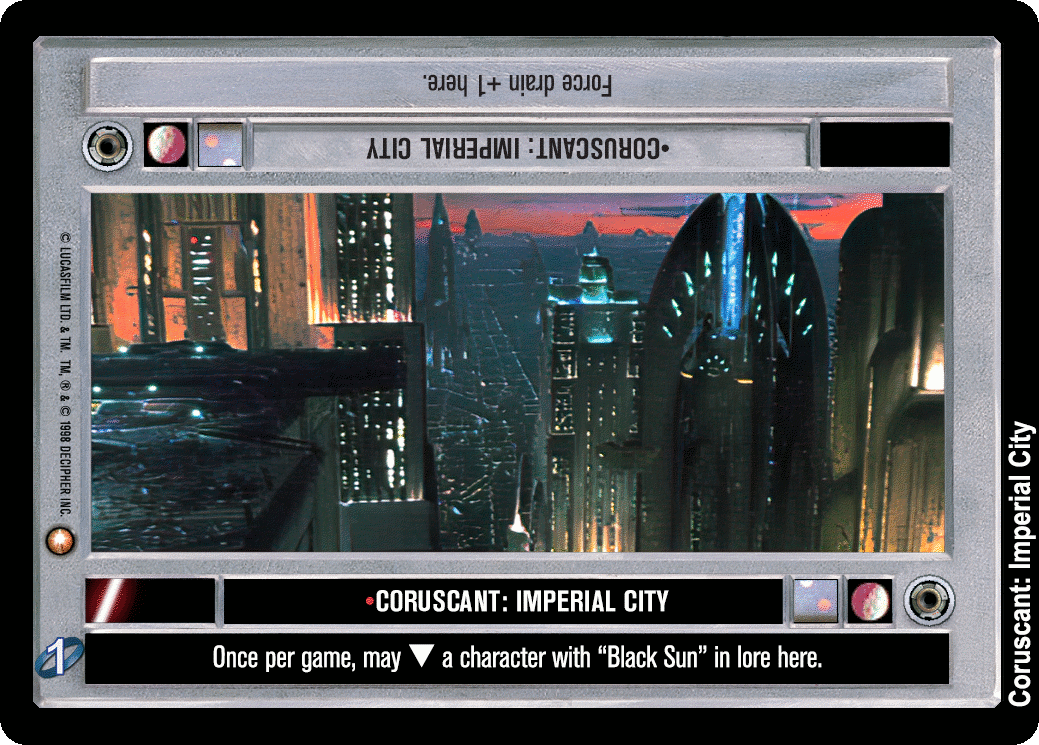 Force drain +1 here.
•CORUSCANT: IMPERIAL CITY
© LUCASFILM LTD. & TM. TM, ® & © 1998 DECIPHER INC.
•CORUSCANT: IMPERIAL CITY
1
Once per game, may ▼ a character with “Black Sun” in lore here.
Coruscant: Imperial City